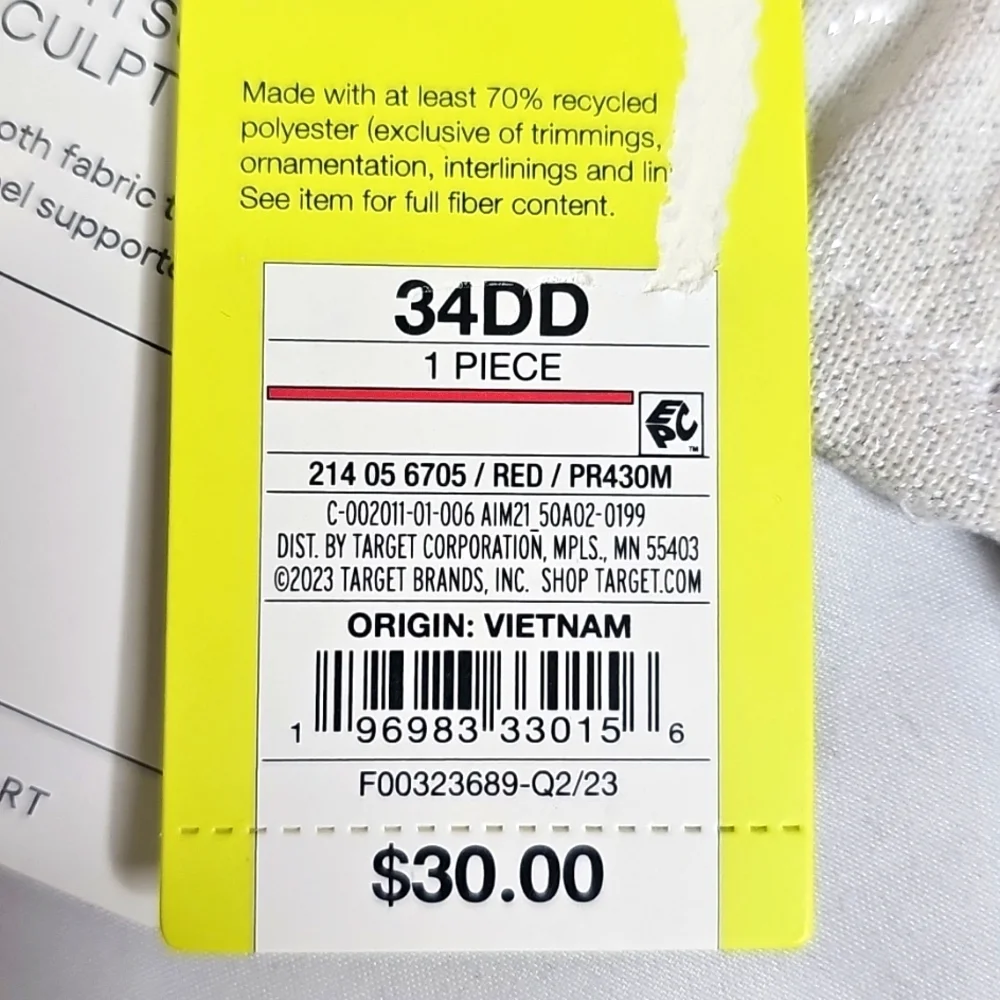 CULPT
oth fabric
el support
RT
Made with at least 70% recycled
polyester (exclusive of trimmings,
ornamentation, interlinings and lin
See item for full fiber content.
34DD
1 PIECE
EPC
TM
214 05 6705 / RED / PR430M
C-002011-01-006 AIM21_50A02-0199
DIST. BY TARGET CORPORATION, MPLS., MN 55403
©2023 TARGET BRANDS, INC. SHOP TARGET.COM
ORIGIN: VIETNAM
1 96983 33015 6
F00323689-Q2/23
$30.00